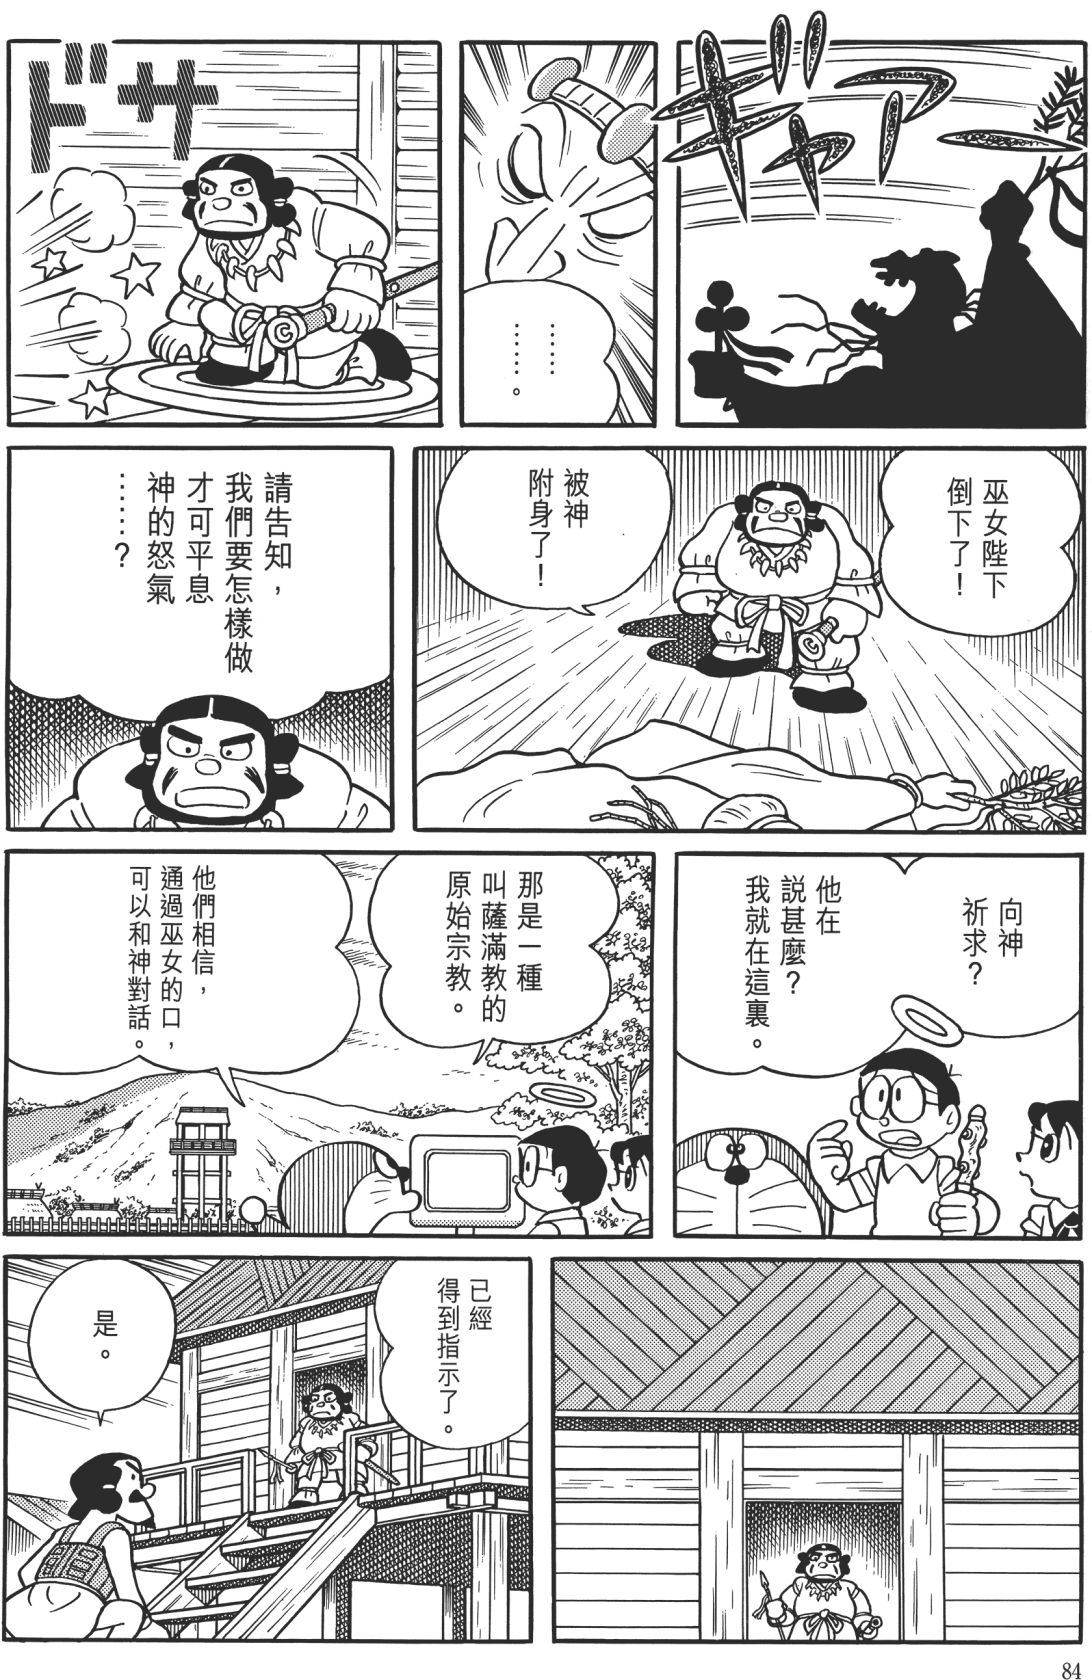 ギャアー
……
……。
ドサ
巫女陛下
倒下了！
被神
附身了！
請告知，
我們要怎樣做
才可平息
神的怒氣
……？
向神
祈求？
他在
説甚麼？
我就在這裏。
那是一種
叫薩滿教的
原始宗教。
他們相信，
通過巫女的口，
可以和神對話。
已經
得到指示了。
是。
84